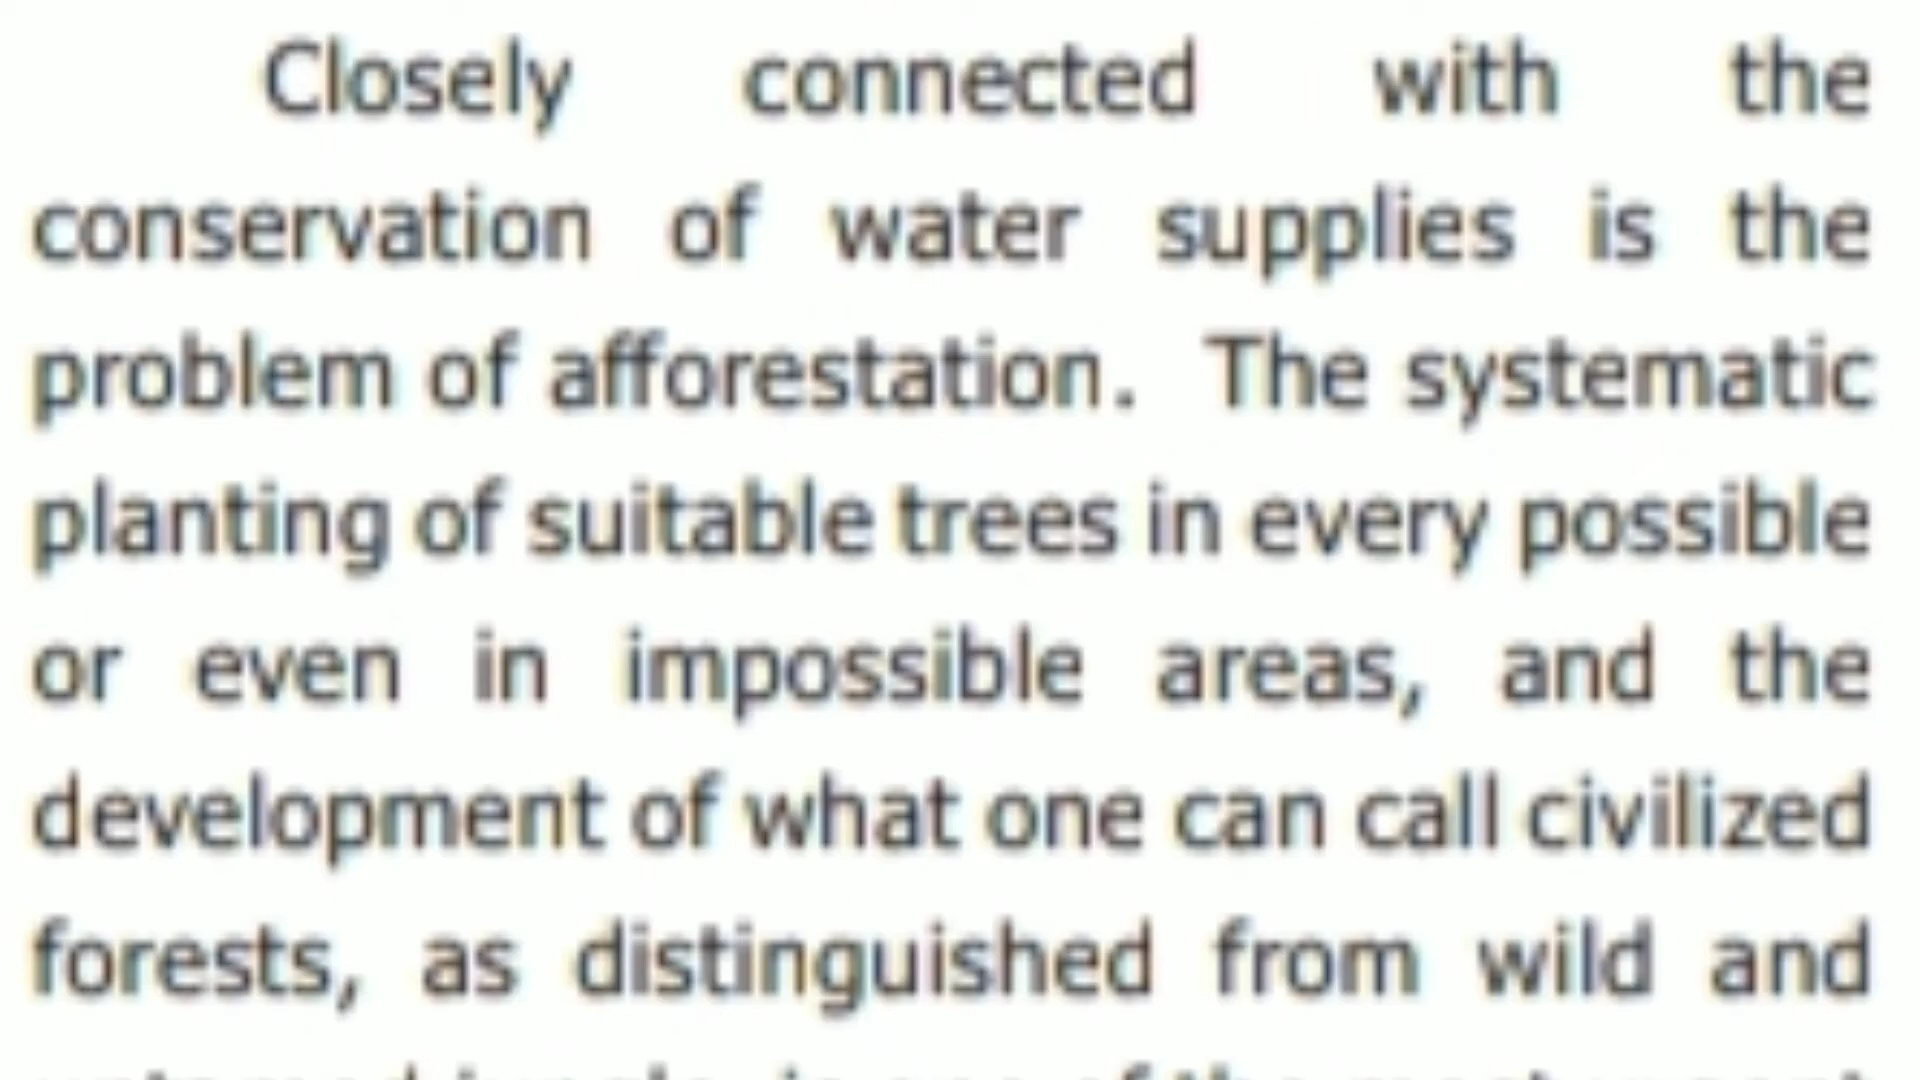 Closely connected with the
conservation of water supplies is the
problem of afforestation. The systematic
planting of suitable trees in every possible
or even in impossible areas, and the
development of what one can call civilized
forests, as distinguished from wild and